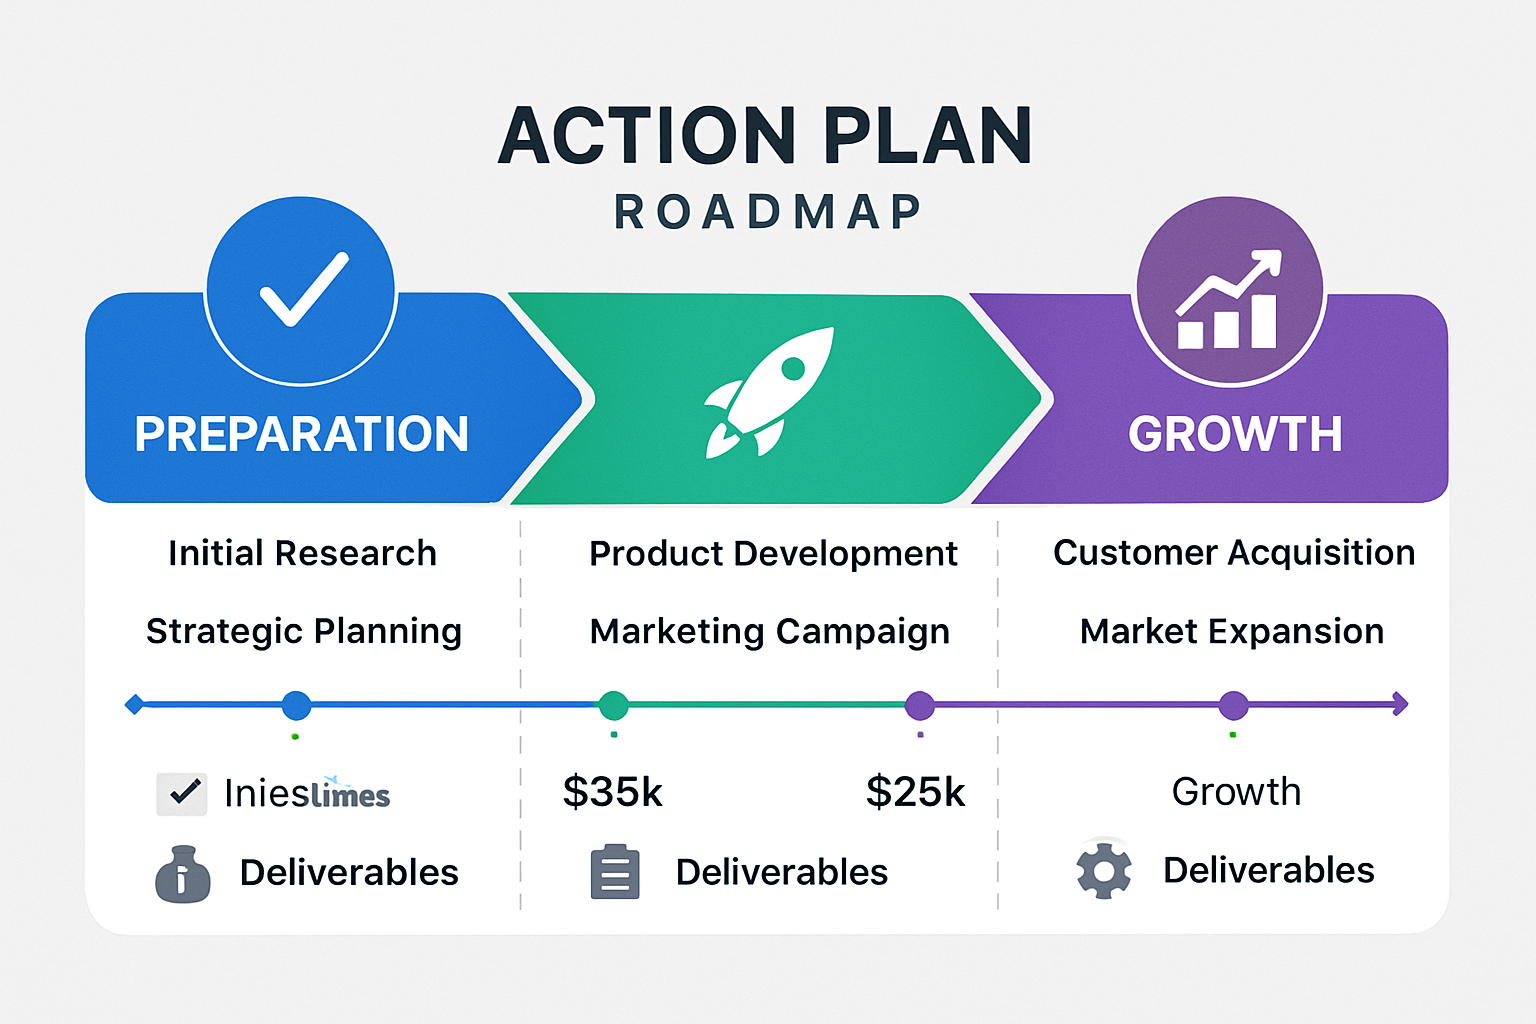 ACTION PLAN
ROADMAP
PREPARATION
GROWTH
Initial Research
Product Development
Customer Acquisition
Strategic Planning
Marketing Campaign
Market Expansion
Inieslimes
$35k
$25k
Growth
Deliverables
Deliverables
Deliverables